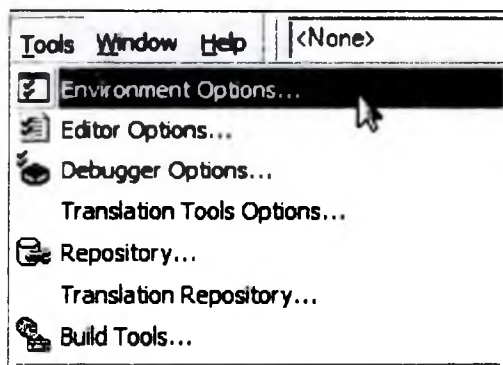 Tools Window Help <None>
Environment Options...
Editor Options...
Debugger Options...
Translation Tools Options...
Repository...
Translation Repository...
Build Tools...